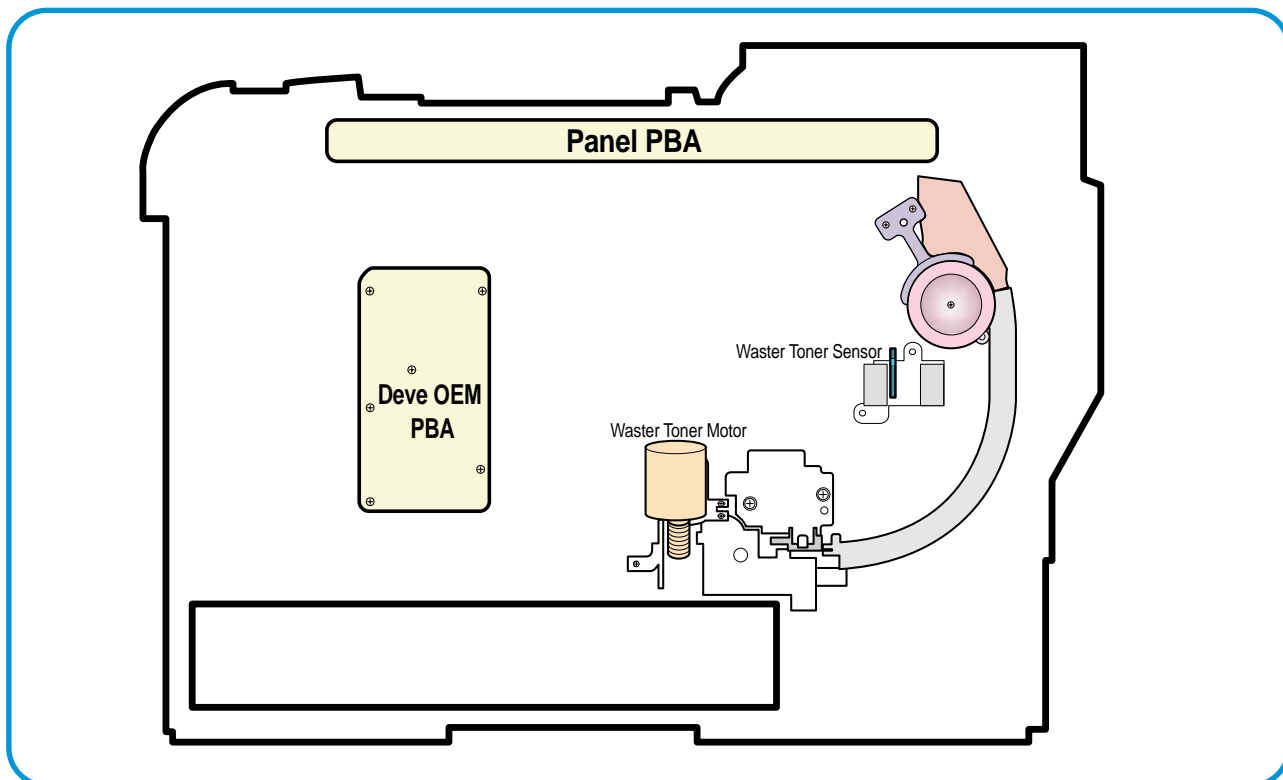 Panel PBA
Waster Toner Sensor
Deve OEM
PBA
Waster Toner Motor